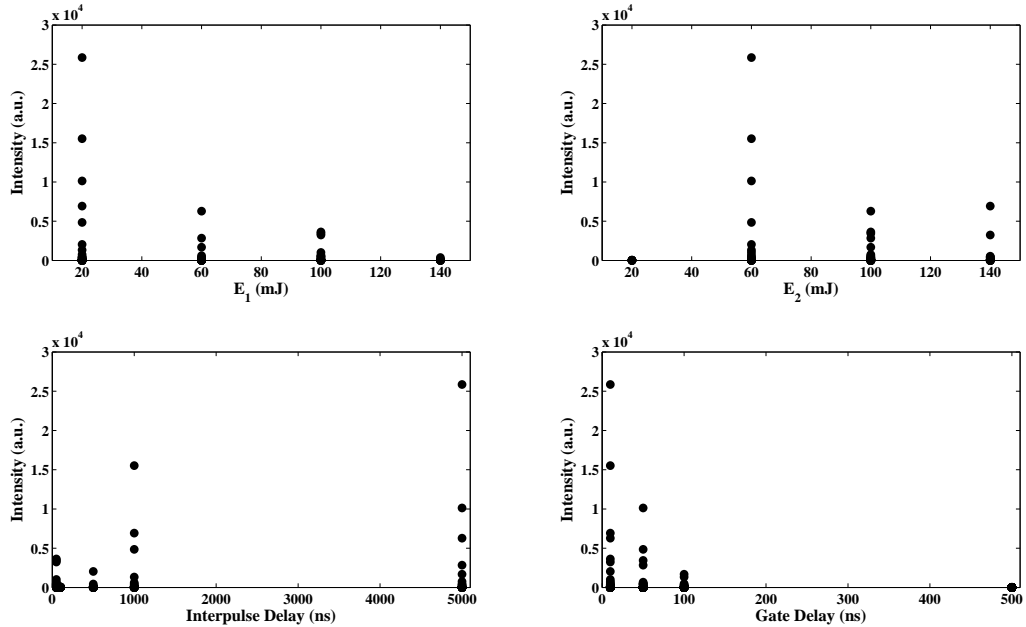 x 10^4
3
2.5
2
1.5
1
0.5
0
Intensity (a.u.)
20 40 60 80 100 120 140
E_1 (mJ)
x 10^4
3
2.5
2
1.5
1
0.5
0
Intensity (a.u.)
20 40 60 80 100 120 140
E_2 (mJ)
x 10^4
3
2.5
2
1.5
1
0.5
0
Intensity (a.u.)
0 1000 2000 3000 4000 5000
Interpulse Delay (ns)
x 10^4
3
2.5
2
1.5
1
0.5
0
Intensity (a.u.)
0 100 200 300 400 500
Gate Delay (ns)